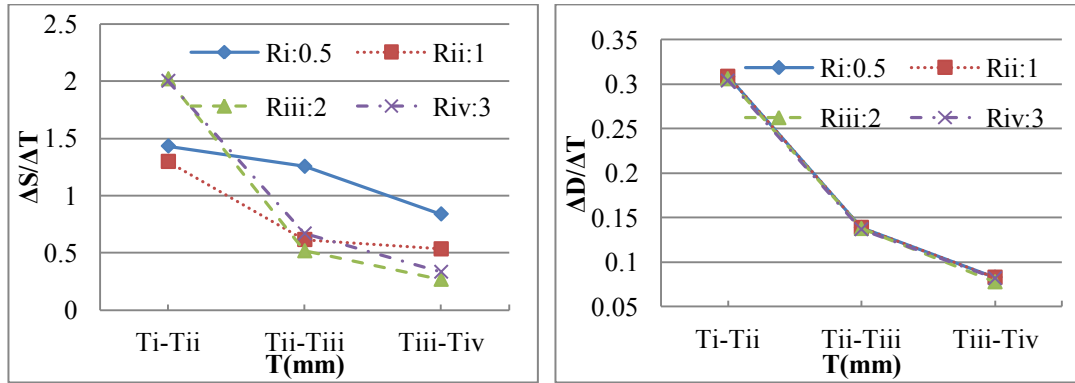 2.5
2
1.5
1
0.5
0
ΔS/ΔT
Ri:0.5
Rii:1
Riii:2
Riv:3
Ti-Tii
Tii-Tiii
Tiii-Tiv
T(mm)
0.35
0.3
0.25
0.2
0.15
0.1
0.05
ΔD/ΔT
Ri:0.5
Rii:1
Riii:2
Riv:3
Ti-Tii
Tii-Tiii
Tiii-Tiv
T(mm)